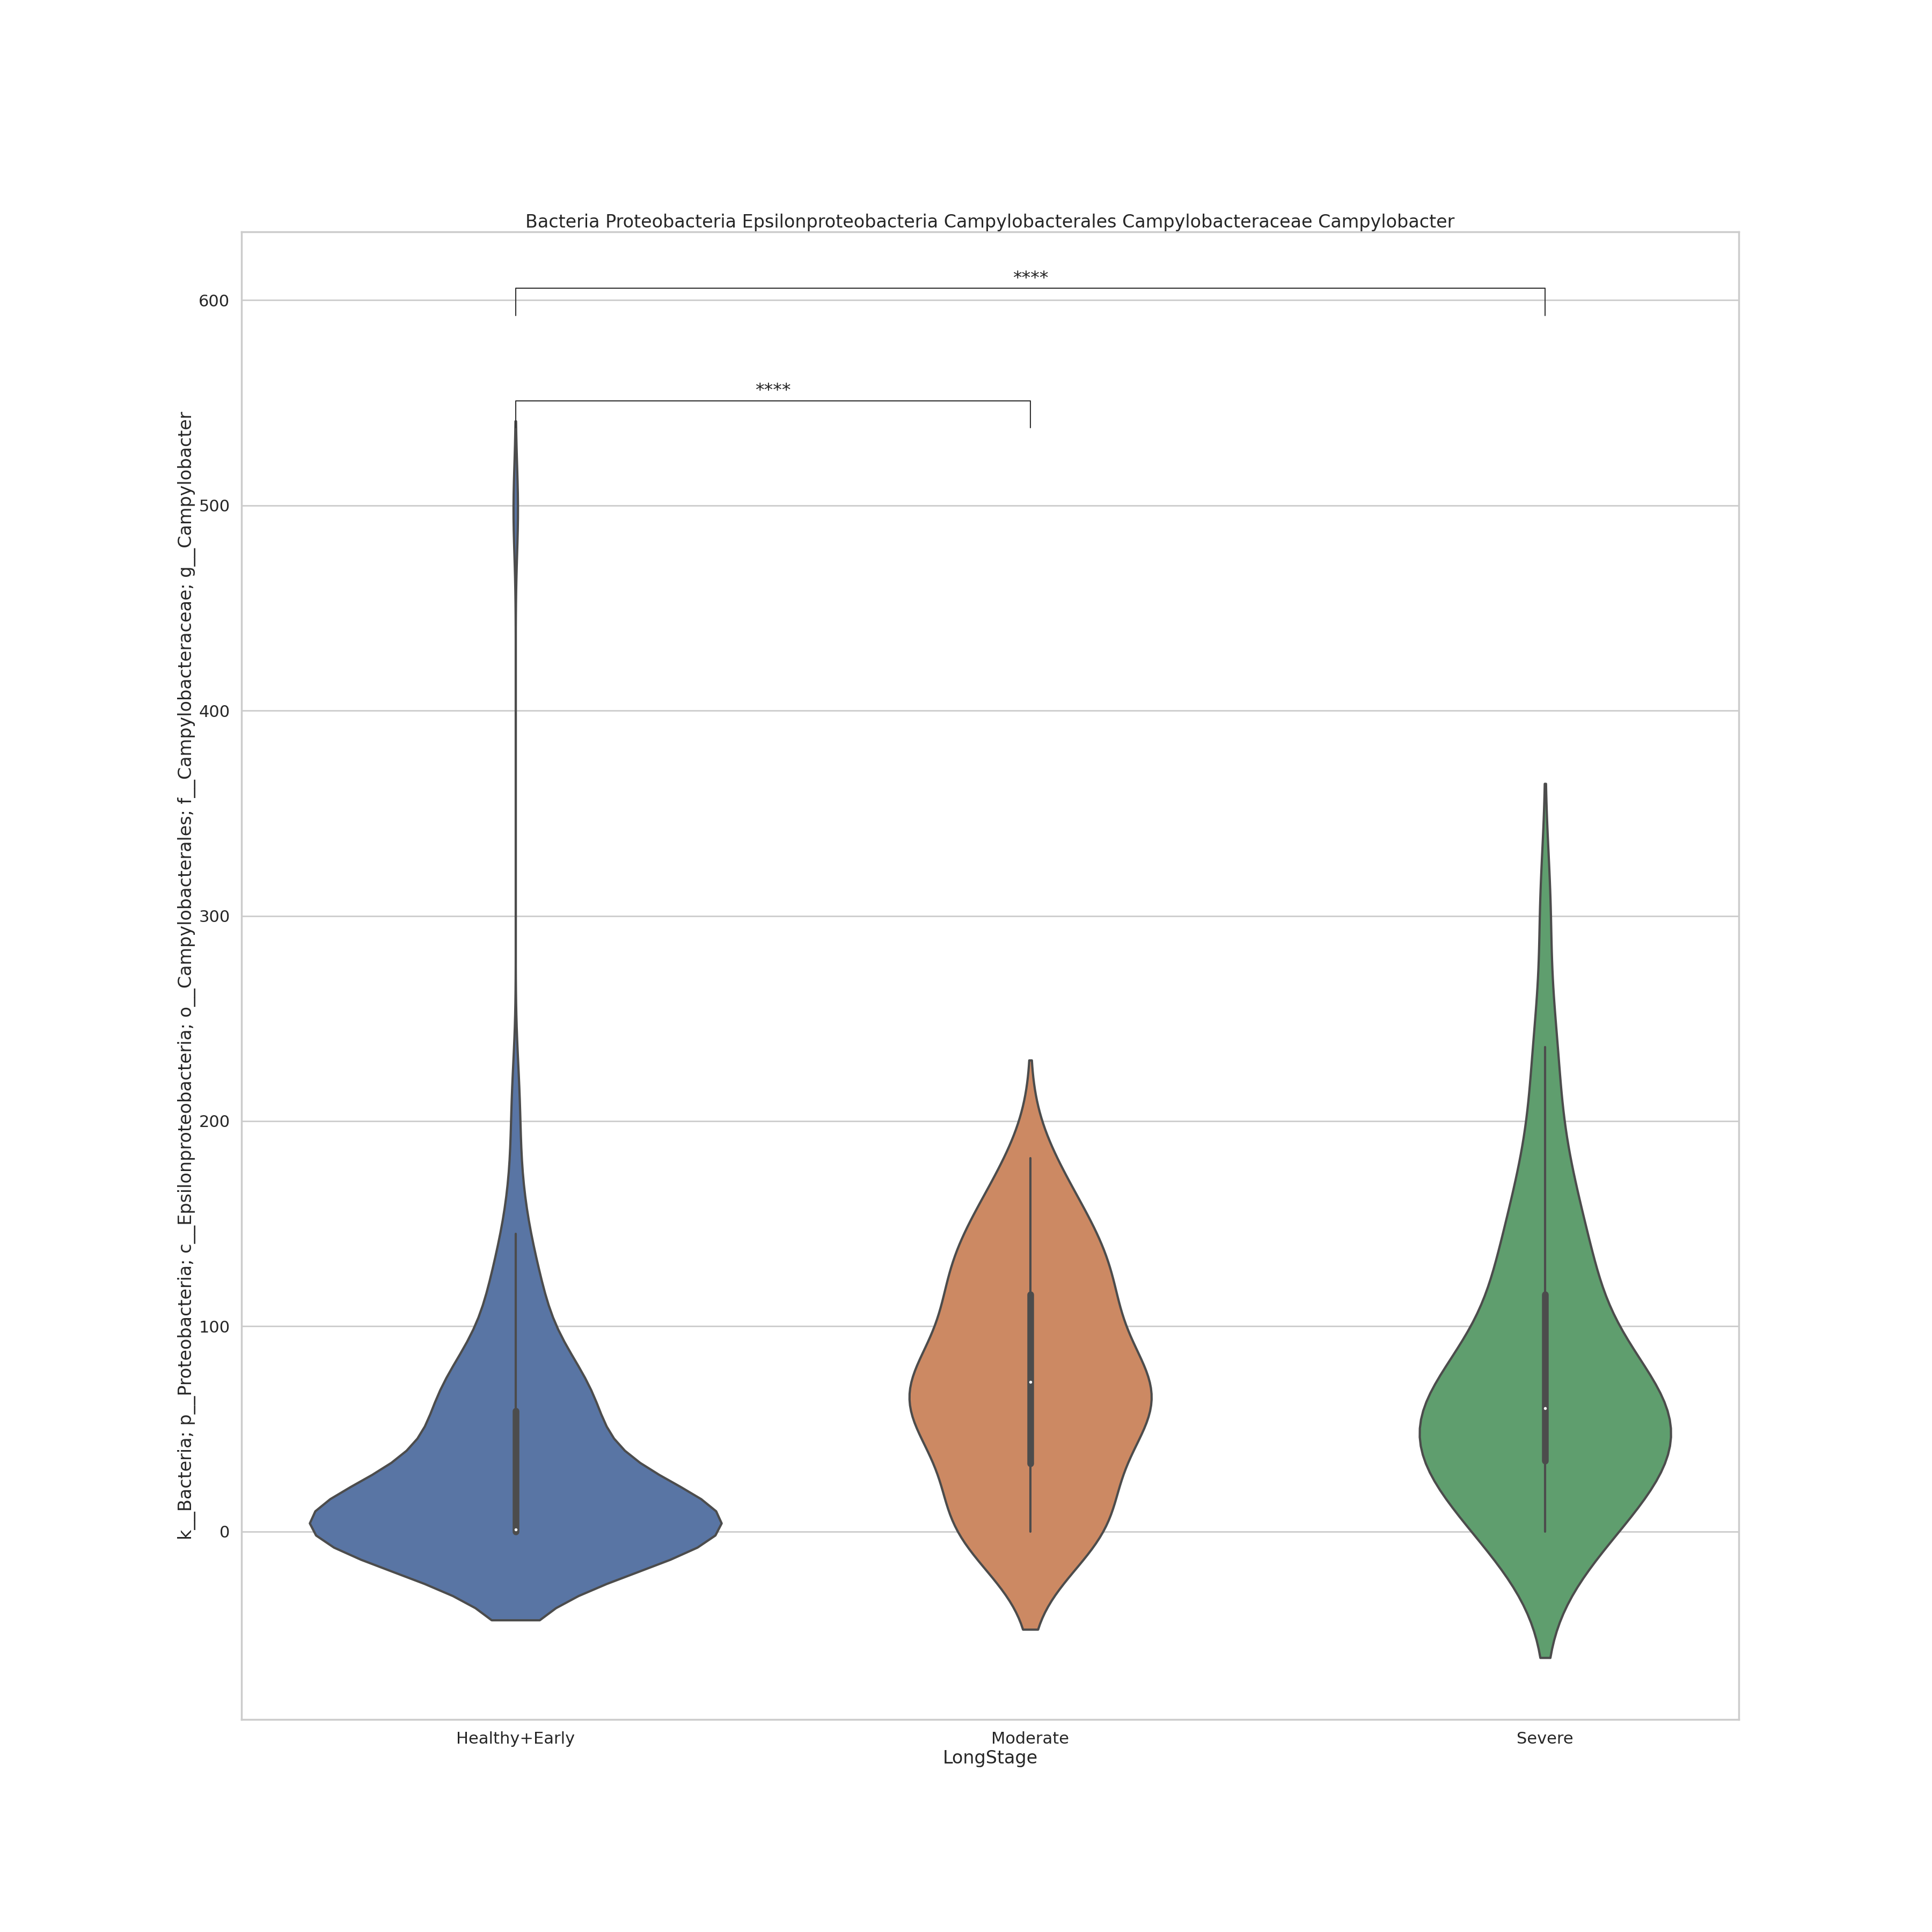 Bacteria Proteobacteria Epsilonproteobacteria Campylobacterales Campylobacteraceae Campylobacter
k__Bacteria; p__Proteobacteria; c__Epsilonproteobacteria; o__Campylobacterales; f__Campylobacteraceae; g__Campylobacter
****
600
****
500
400
300
200
100
0
Healthy+Early Moderate Severe
LongStage